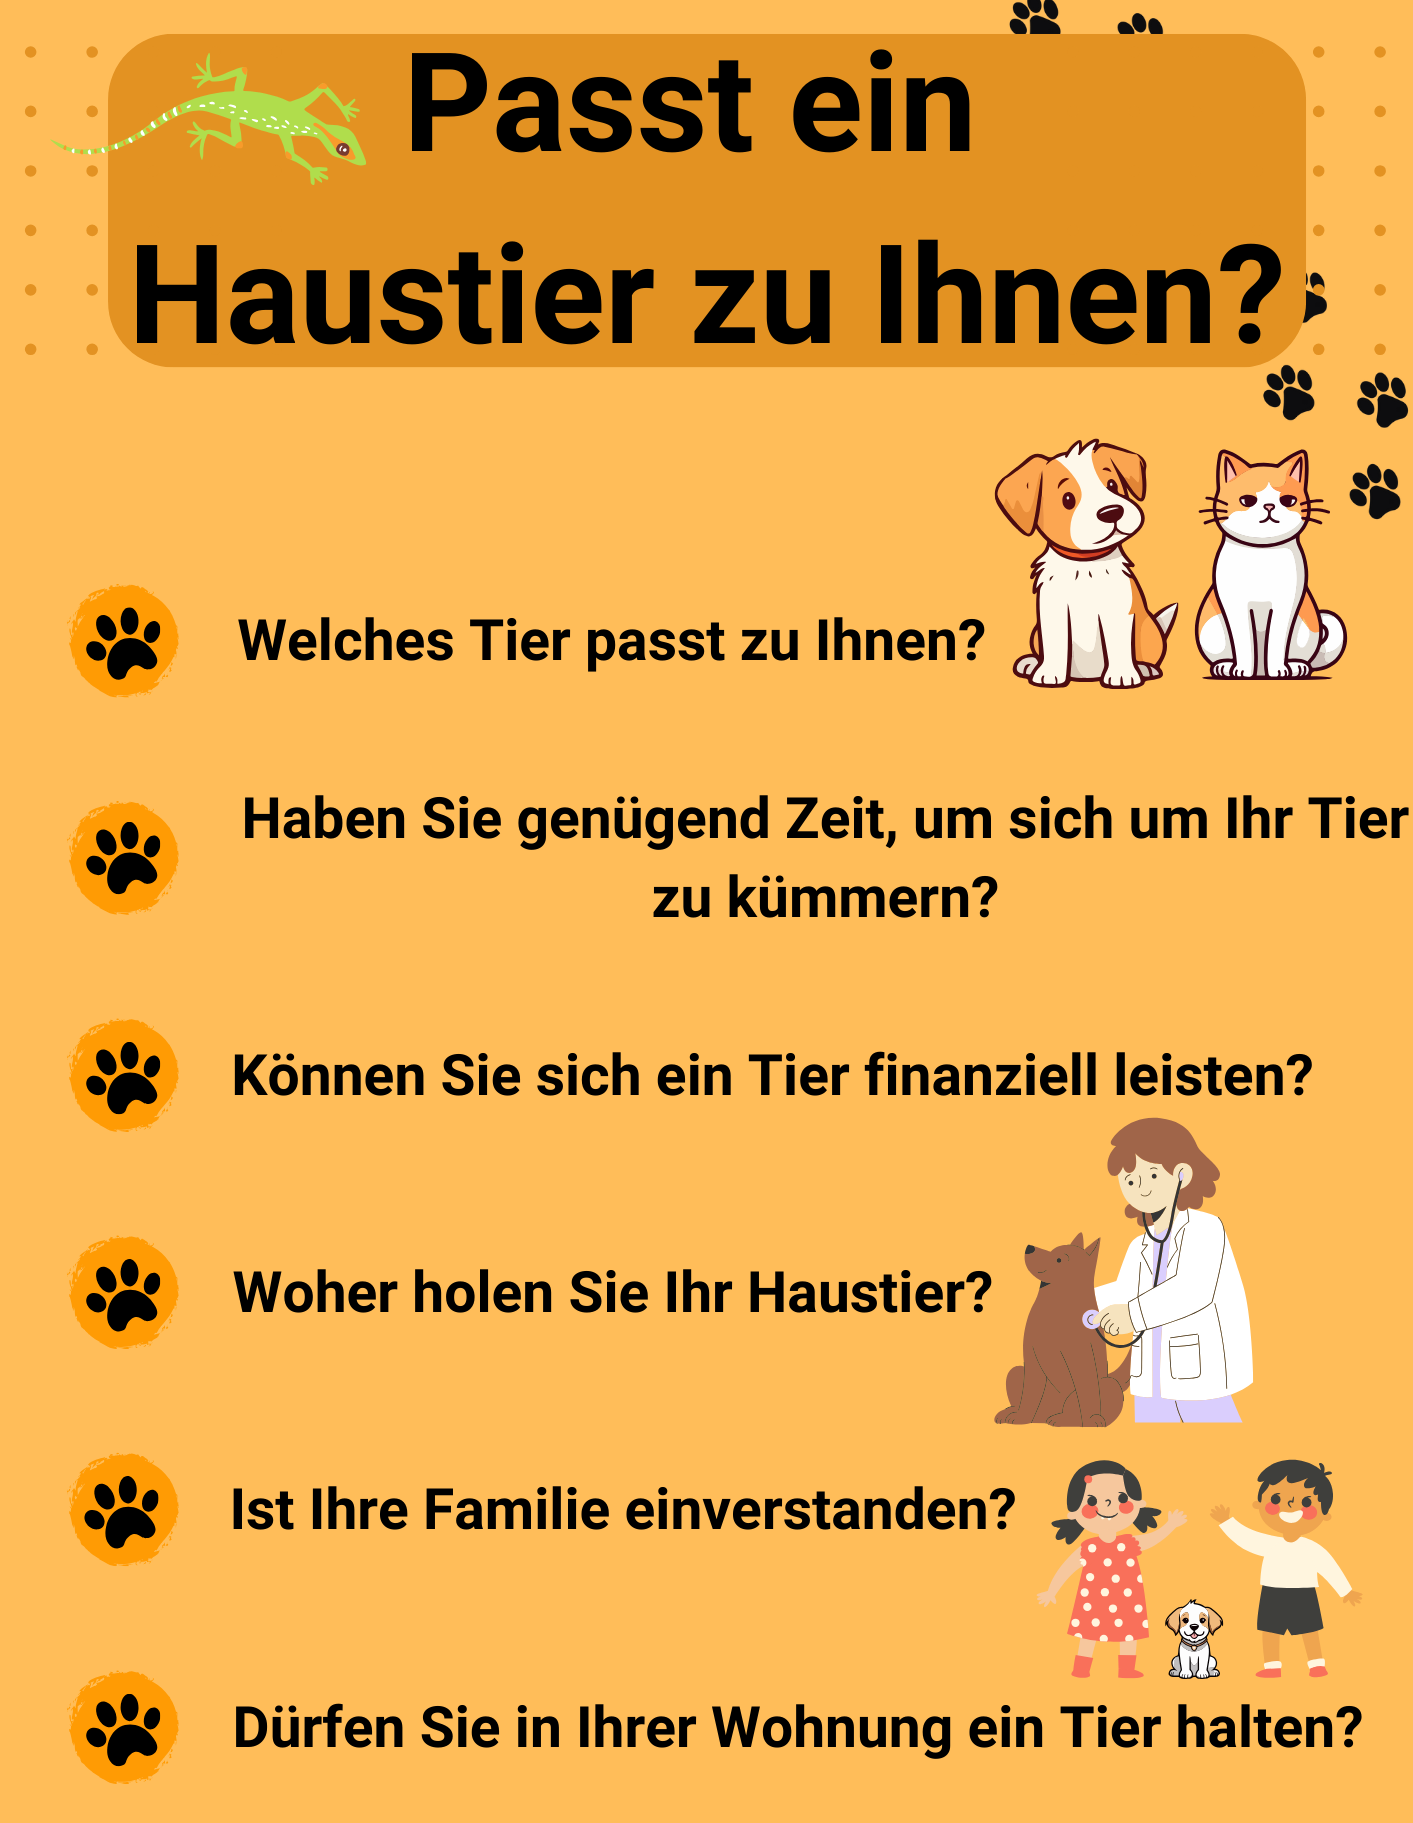 Passt ein
Haustier zu Ihnen?
Welches Tier passt zu Ihnen?
Haben Sie genügend Zeit, um sich um Ihr Tier
zu kümmern?
Können Sie sich ein Tier finanziell leisten?
Woher holen Sie Ihr Haustier?
Ist Ihre Familie einverstanden?
Dürfen Sie in Ihrer Wohnung ein Tier halten?